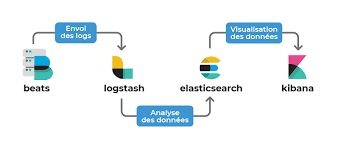 Envoi
des logs
Visualisation
des données
beats
logstash
elasticsearch
kibana
Analyse
des données